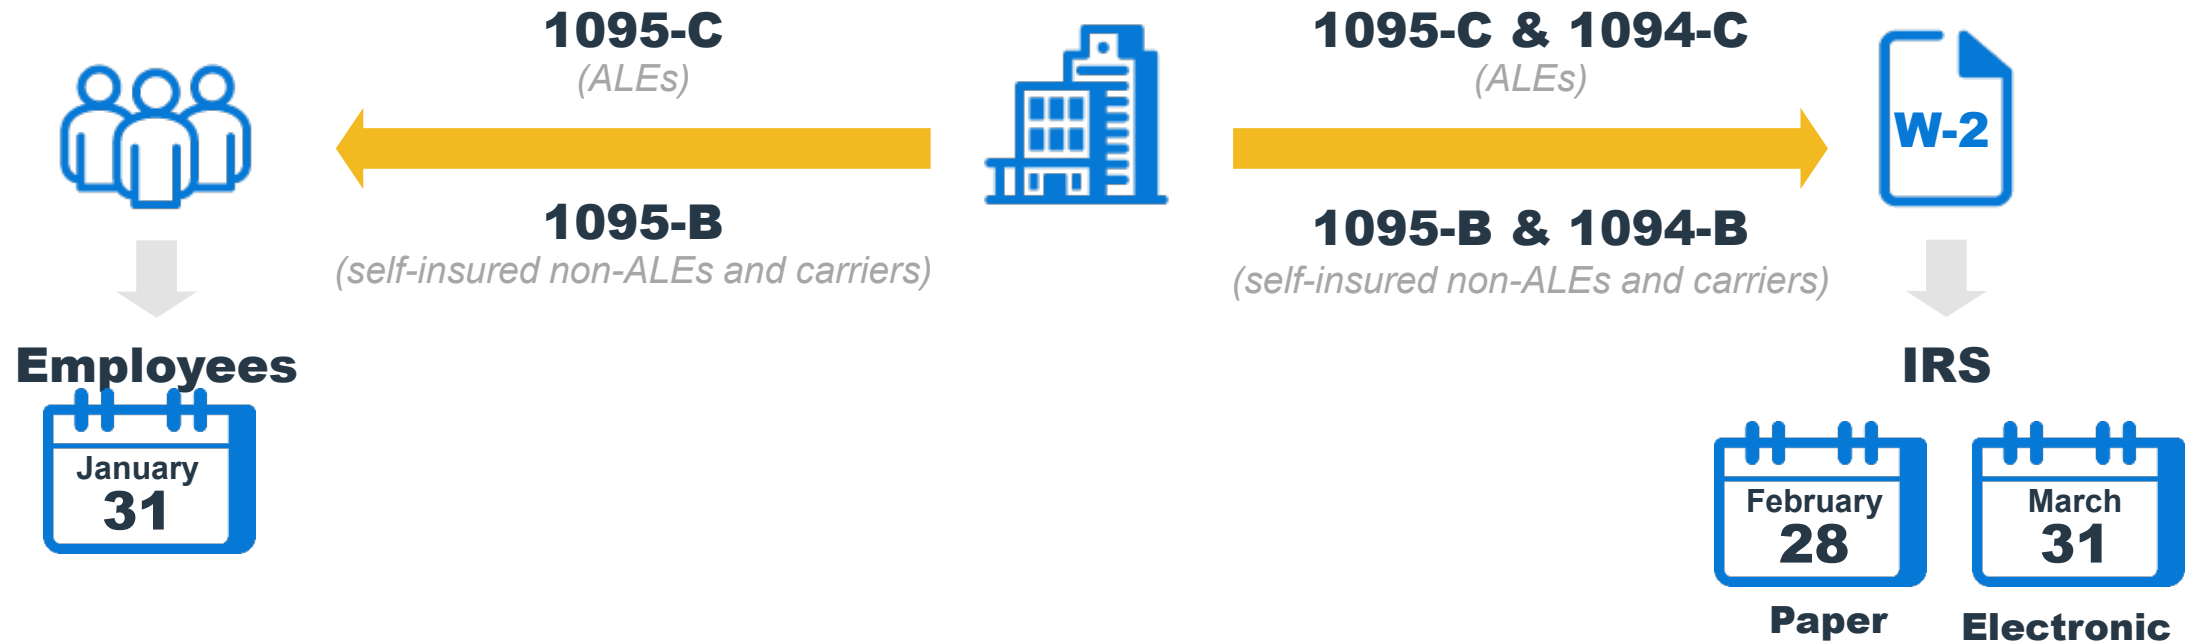 1095-C
(ALEs)
1095-B
(self-insured non-ALEs and carriers)
1095-C & 1094-C
(ALEs)
1095-B & 1094-B
(self-insured non-ALEs and carriers)
W-2
Employees
January
31
IRS
February
28
Paper
March
31
Electronic